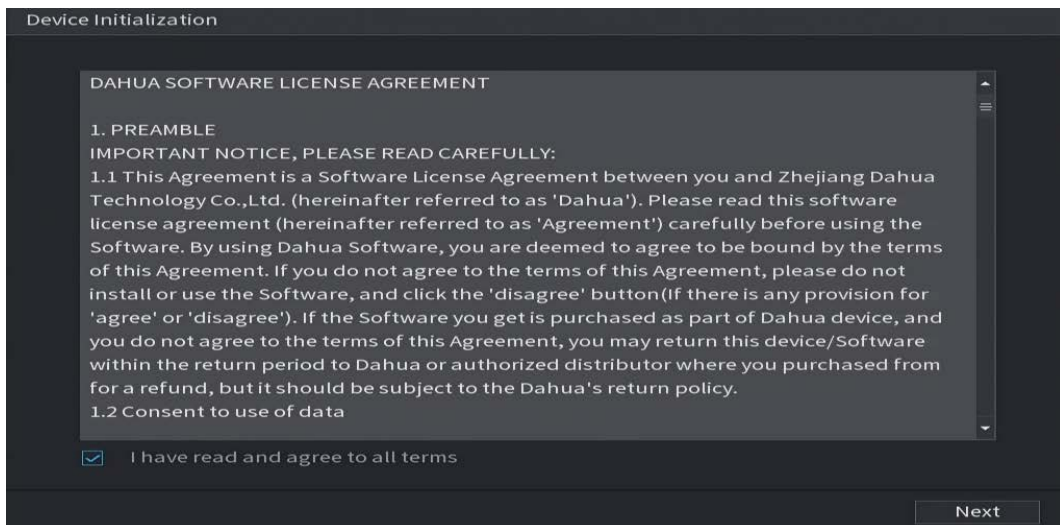 Device Initialization
DAHUA SOFTWARE LICENSE AGREEMENT
1. PREAMBLE
IMPORTANT NOTICE, PLEASE READ CAREFULLY:
1.1 This Agreement is a Software License Agreement between you and Zhejiang Dahua
Technology Co.,Ltd. (hereinafter referred to as 'Dahua'). Please read this software
license agreement (hereinafter referred to as 'Agreement') carefully before using the
Software. By using Dahua Software, you are deemed to agree to be bound by the terms
of this Agreement. If you do not agree to the terms of this Agreement, please do not
install or use the Software, and click the 'disagree' button(If there is any provision for
'agree' or 'disagree'). If the Software you get is purchased as part of Dahua device, and
you do not agree to the terms of this Agreement, you may return this device/Software
within the return period to Dahua or authorized distributor where you purchased from
for a refund, but it should be subject to the Dahua's return policy.
1.2 Consent to use of data
I have read and agree to all terms
Next